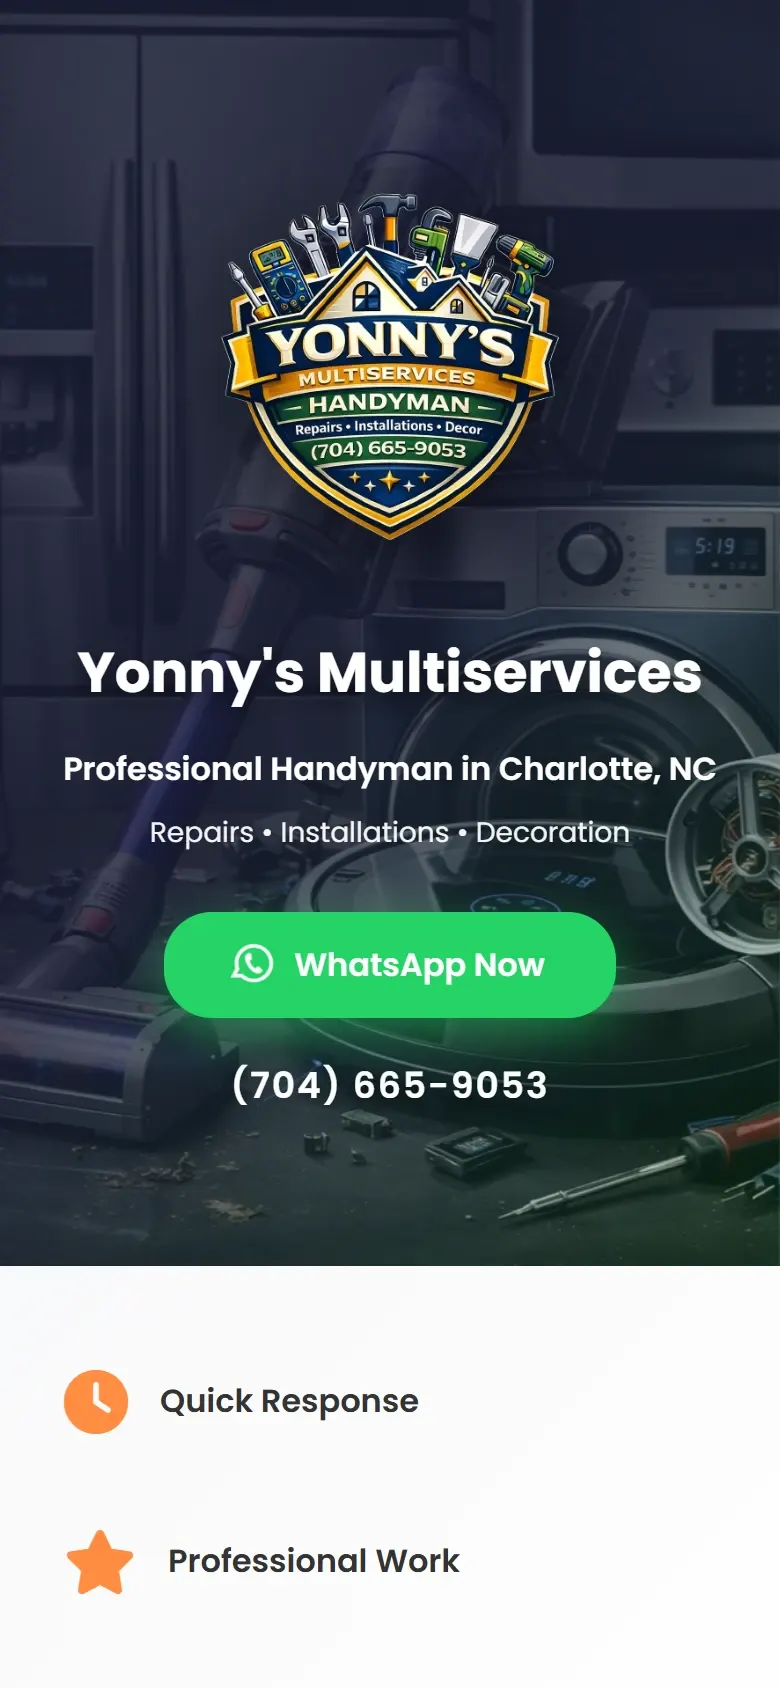 YONNY'S
MULTISERVICES
HANDYMAN
Repairs • Installations • Decor
(704) 665-9053
5:19
Yonny's Multiservices
Professional Handyman in Charlotte, NC
Repairs • Installations • Decoration
WhatsApp Now
(704) 665-9053
Quick Response
Professional Work